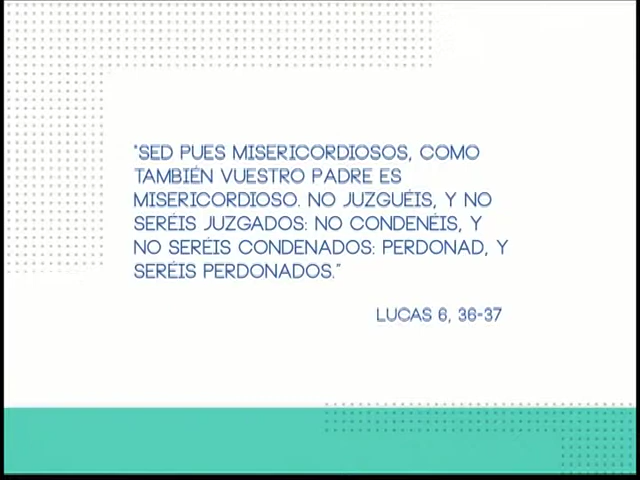 "SED PUES MISERICORDIOSOS, COMO
TAMBIÉN VUESTRO PADRE ES
MISERICORDIOSO. NO JUZGUÉIS, Y NO
SERÉIS JUZGADOS: NO CONDENÉIS, Y
NO SERÉIS CONDENADOS: PERDONAD, Y
SERÉIS PERDONADOS."
LUCAS 6, 36-37